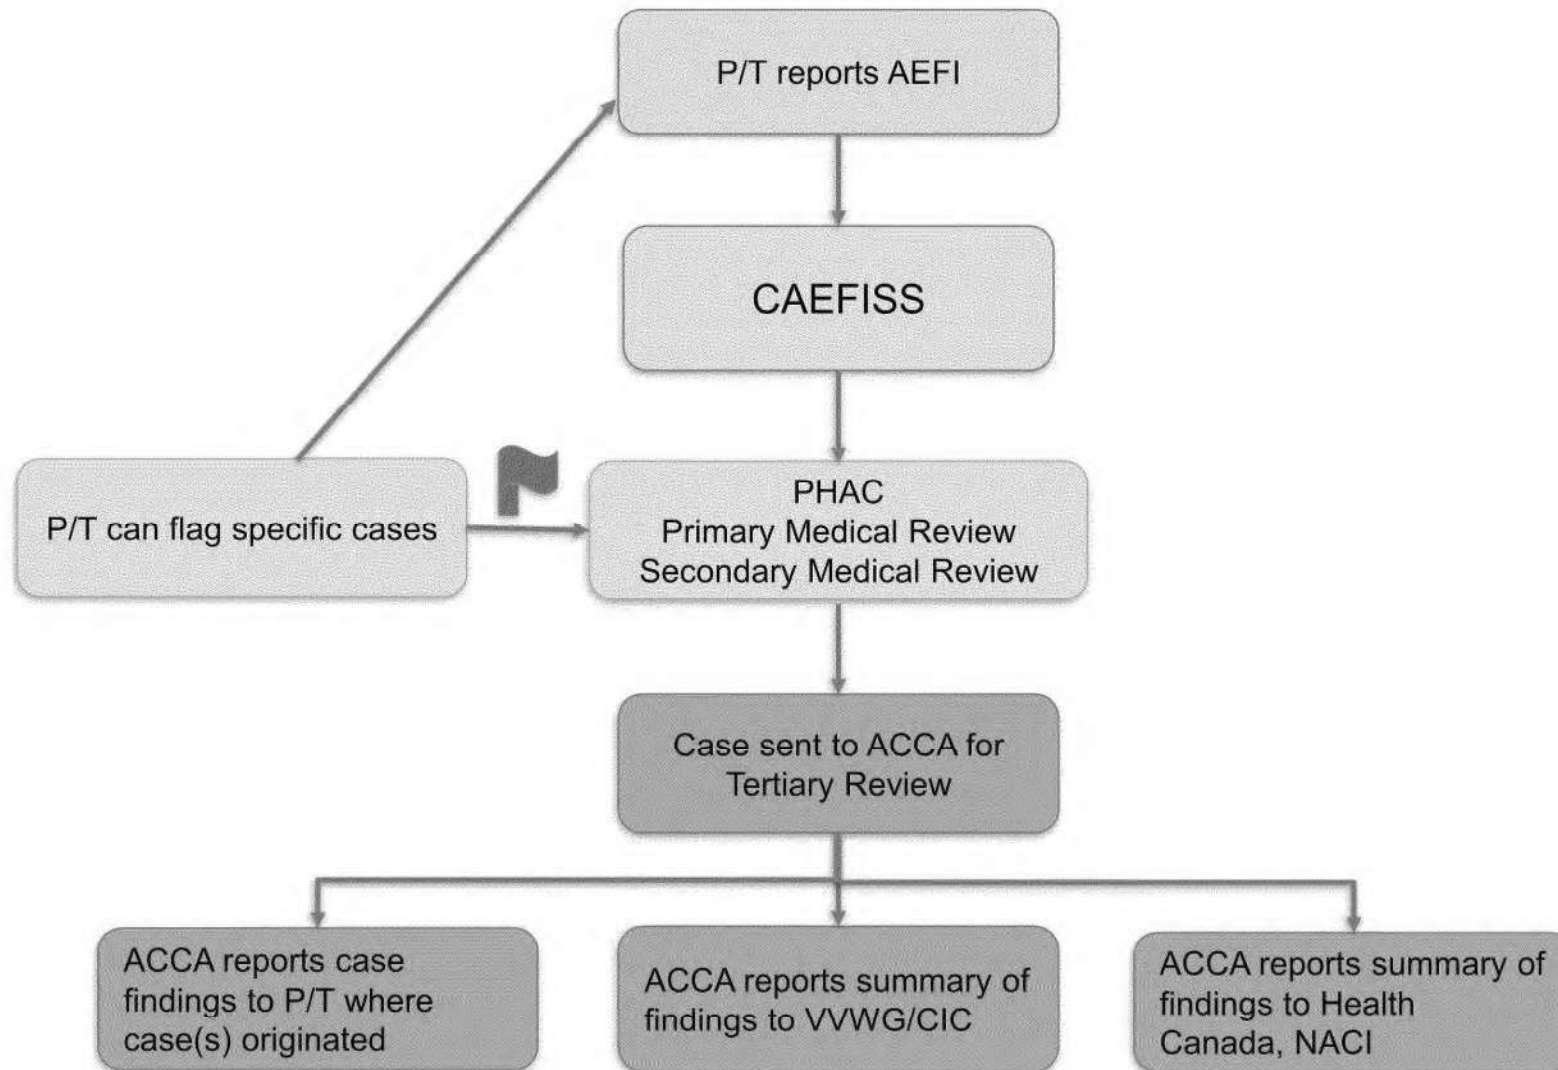 P/T reports AEFI
CAEFISS
P/T can flag specific cases
PHAC
Primary Medical Review
Secondary Medical Review
Case sent to ACCA for
Tertiary Review
ACCA reports case
findings to P/T where
case(s) originated
ACCA reports summary of
findings to VVWG/CIC
ACCA reports summary of
findings to Health
Canada, NACI